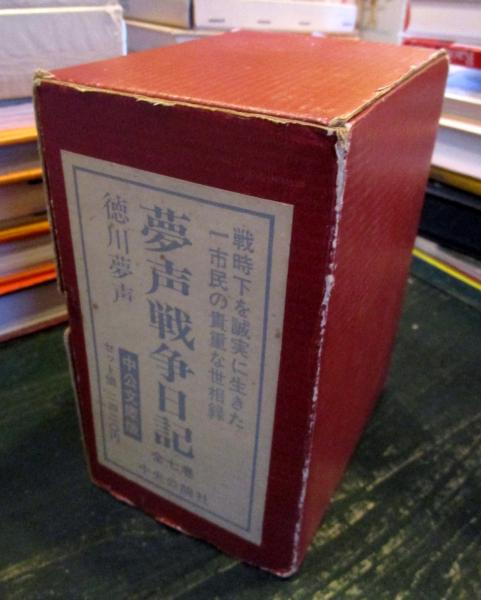 戦時下を誠実に生きた
一市民の貴重な世相録
夢声戦争日記
全七巻
徳川夢声
中公文庫版
中央公論社